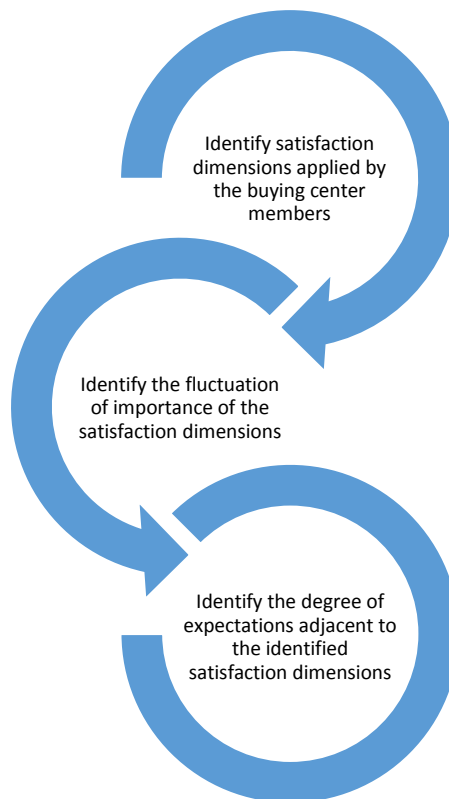 Identify satisfaction
dimensions applied by
the buying center
members
Identify the fluctuation
of importance of the
satisfaction dimensions
Identify the degree of
expectations adjacent to
the identified
satisfaction dimensions